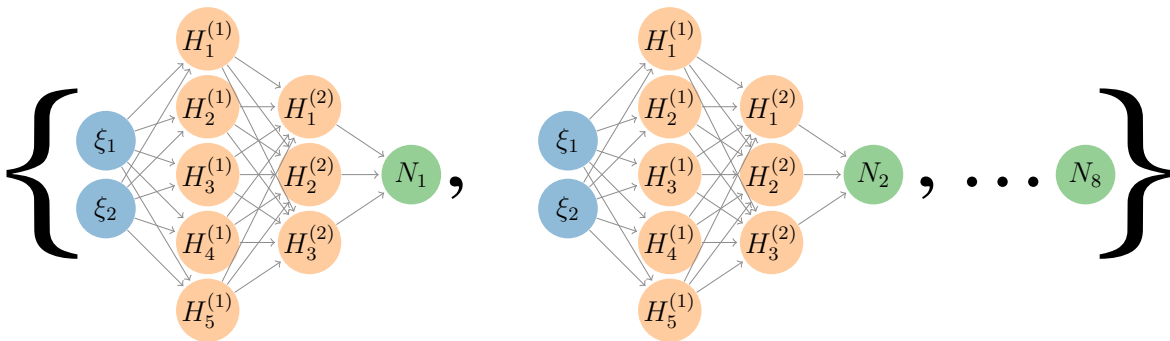 {
ξ₁
ξ₂
H₁⁽¹⁾
H₂⁽¹⁾
H₃⁽¹⁾
H₄⁽¹⁾
H₅⁽¹⁾
H₁⁽²⁾
H₂⁽²⁾
H₃⁽²⁾
N₁
,
ξ₁
ξ₂
H₁⁽¹⁾
H₂⁽¹⁾
H₃⁽¹⁾
H₄⁽¹⁾
H₅⁽¹⁾
H₁⁽²⁾
H₂⁽²⁾
H₃⁽²⁾
N₂
, ...
N₈
}